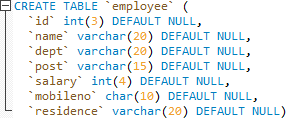 CREATE TABLE `employee` (
`id` int(3) DEFAULT NULL,
`name` varchar(20) DEFAULT NULL,
`dept` varchar(20) DEFAULT NULL,
`post` varchar(15) DEFAULT NULL,
`salary` int(4) DEFAULT NULL,
`mobileno` char(10) DEFAULT NULL,
`residence` varchar(20) DEFAULT NULL)